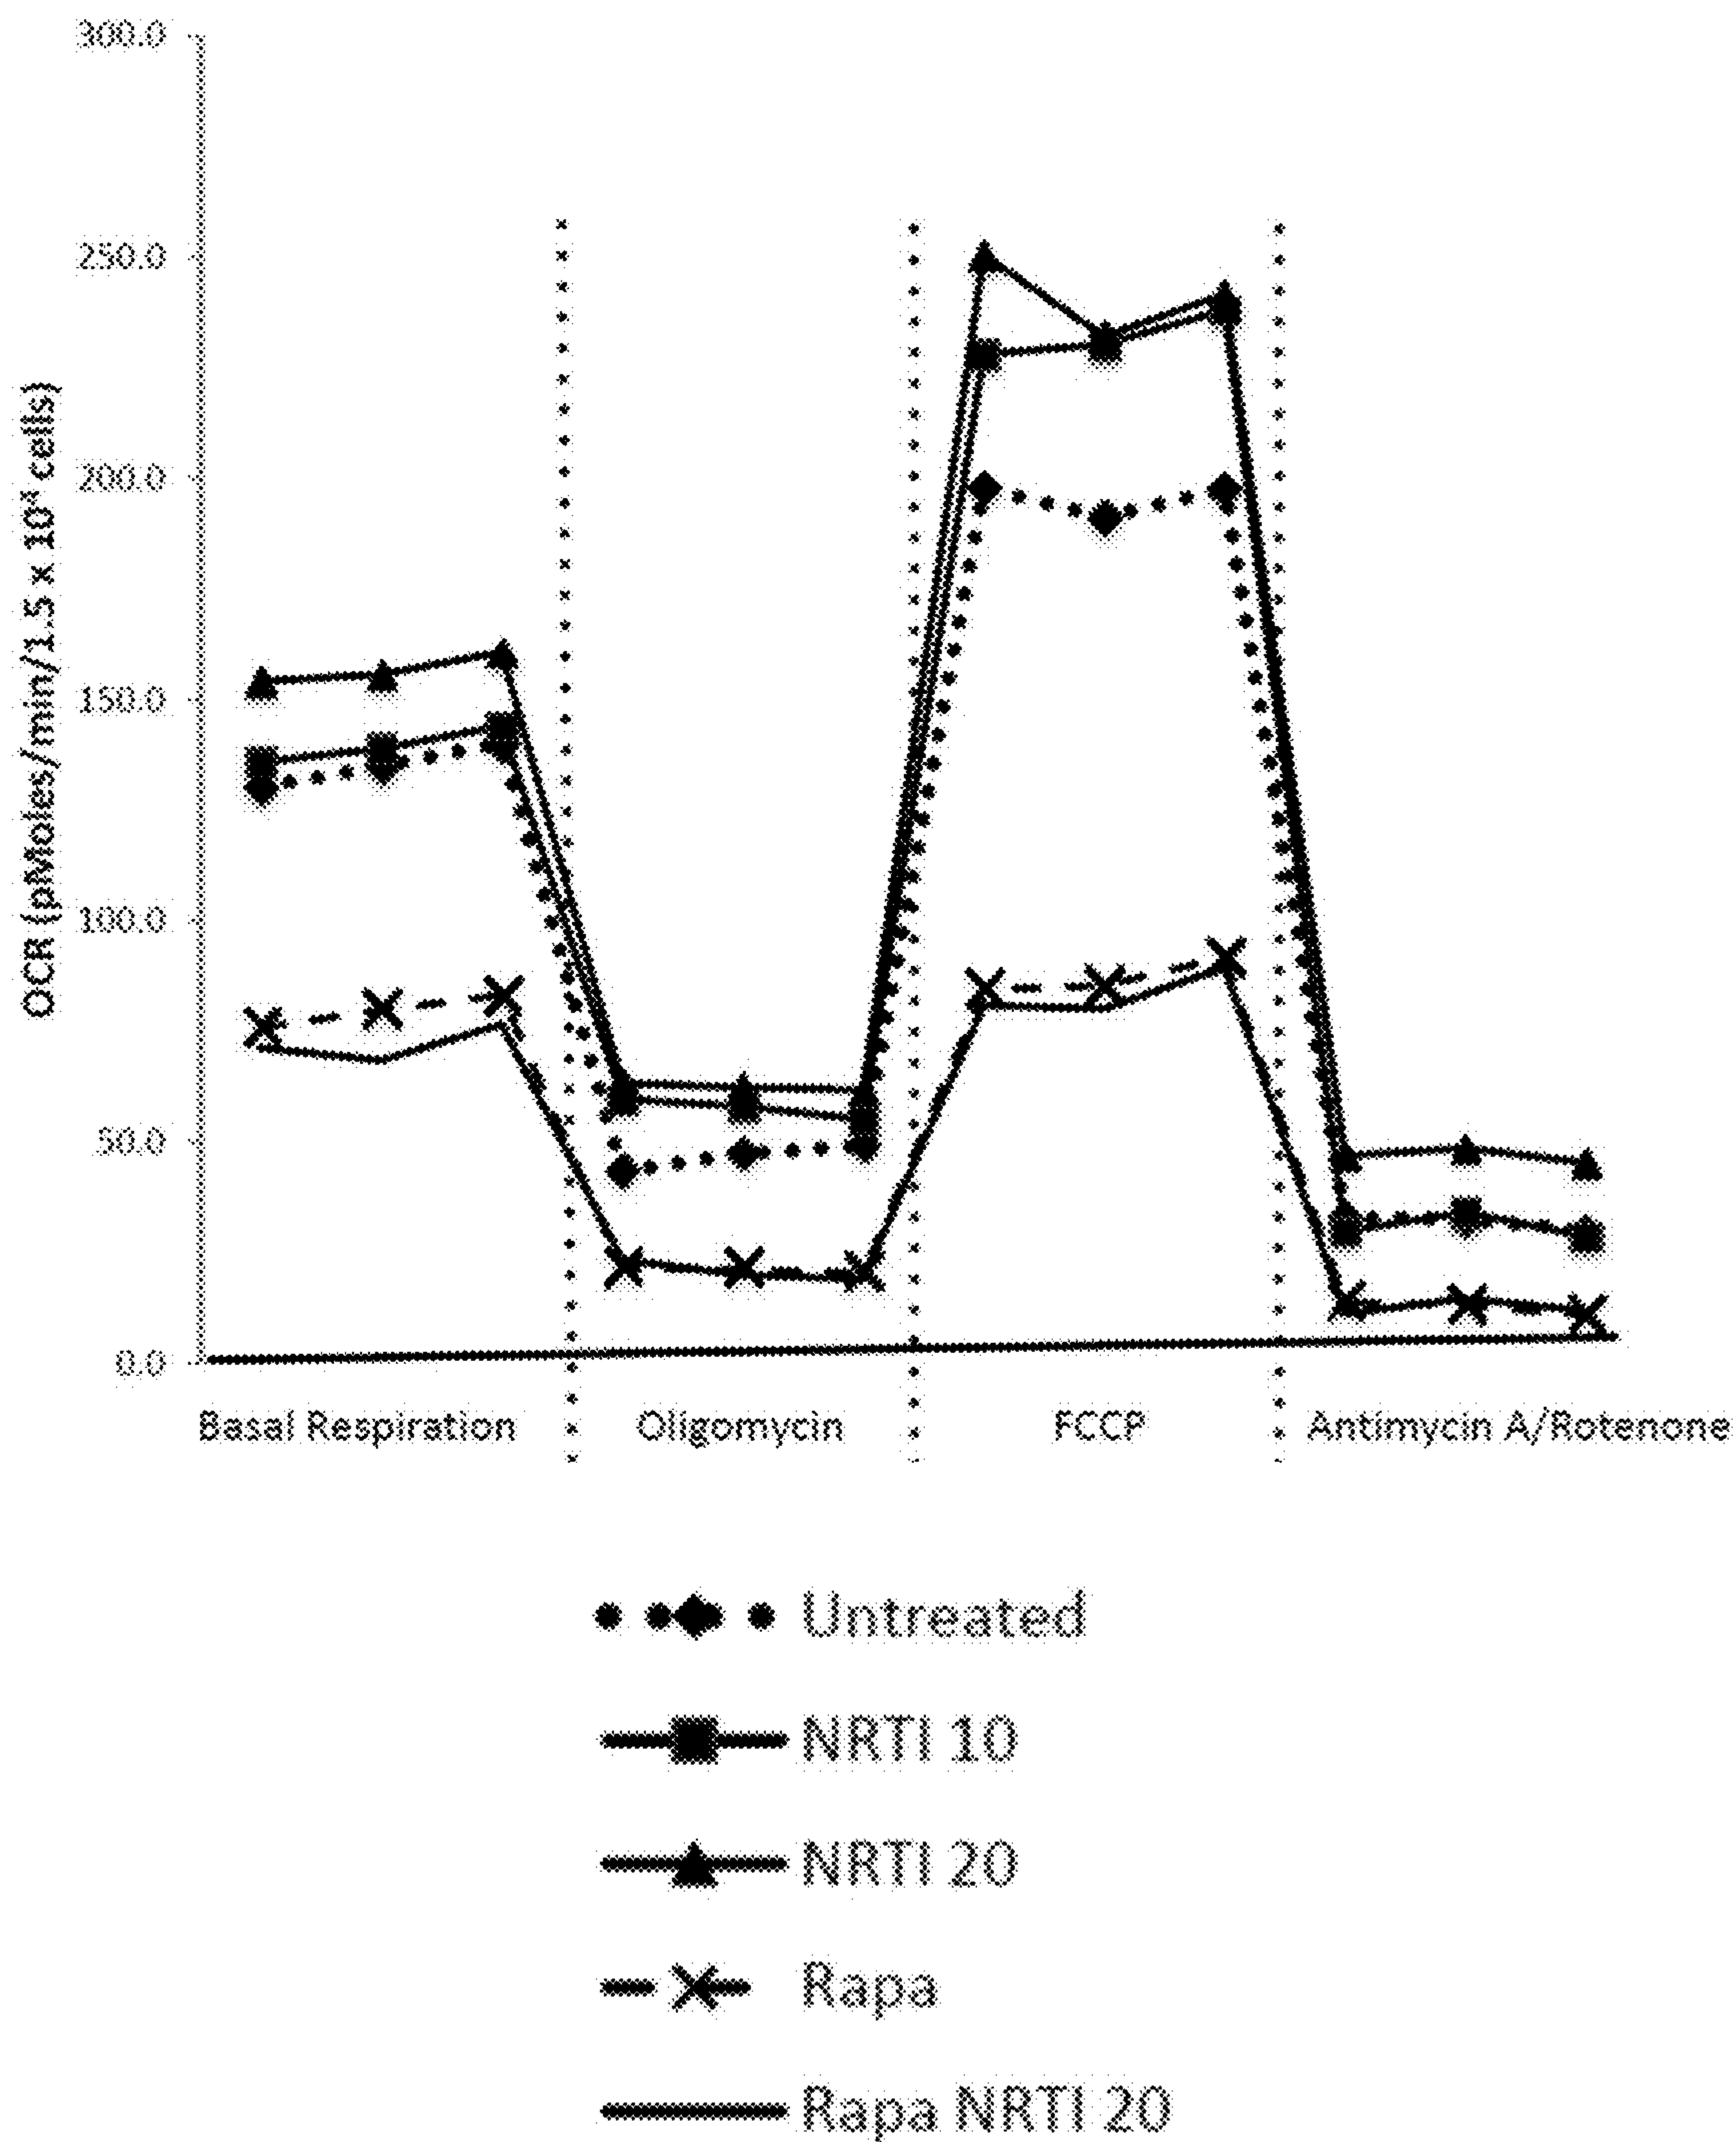 300.0
250.0
200.0
150.0
100.0
50.0
0.0
OCR (pMoles/min/1.5 x 10⁴ cells)
Basal Respiration
Oligomycin
FCCP
Antimycin A/Rotenone
Untreated
NRTI 10
NRTI 20
Rapa
Rapa NRTI 20